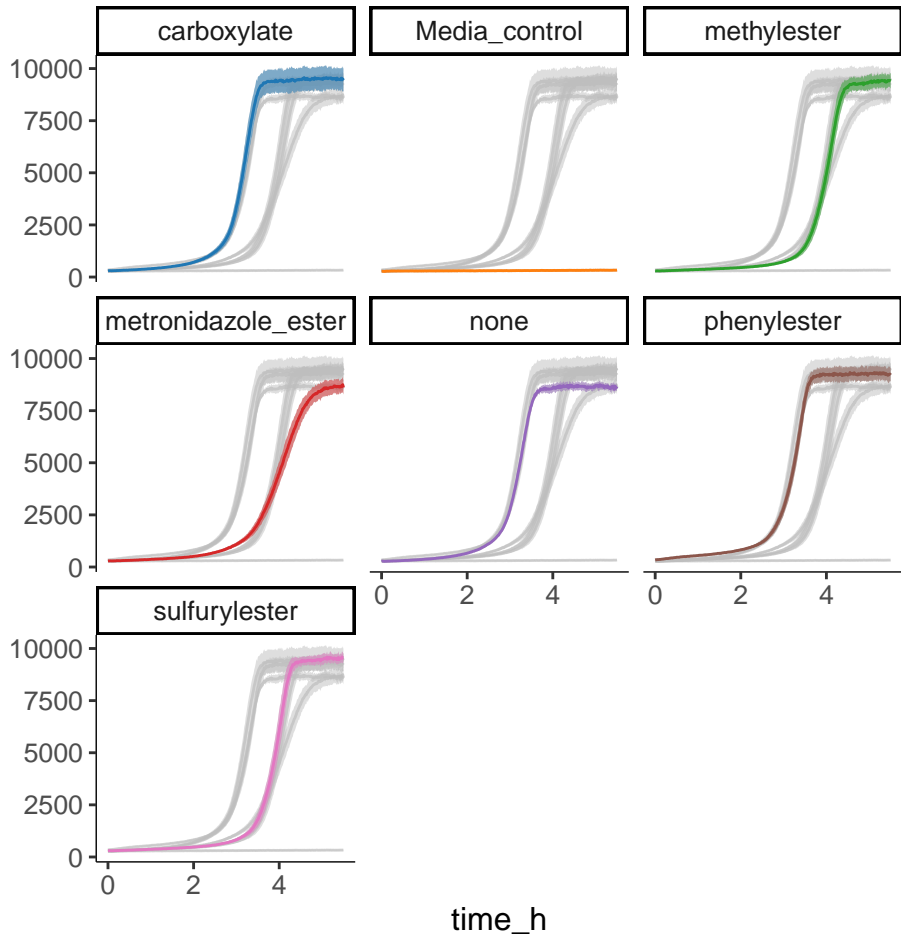 carboxylate Media_control methylester
10000
7500
5000
2500
0
metronidazole_ester none phenylester
10000
7500
5000
2500
0
0 2 4 0 2 4
sulfurylester
10000
7500
5000
2500
0
0 2 4
time_h